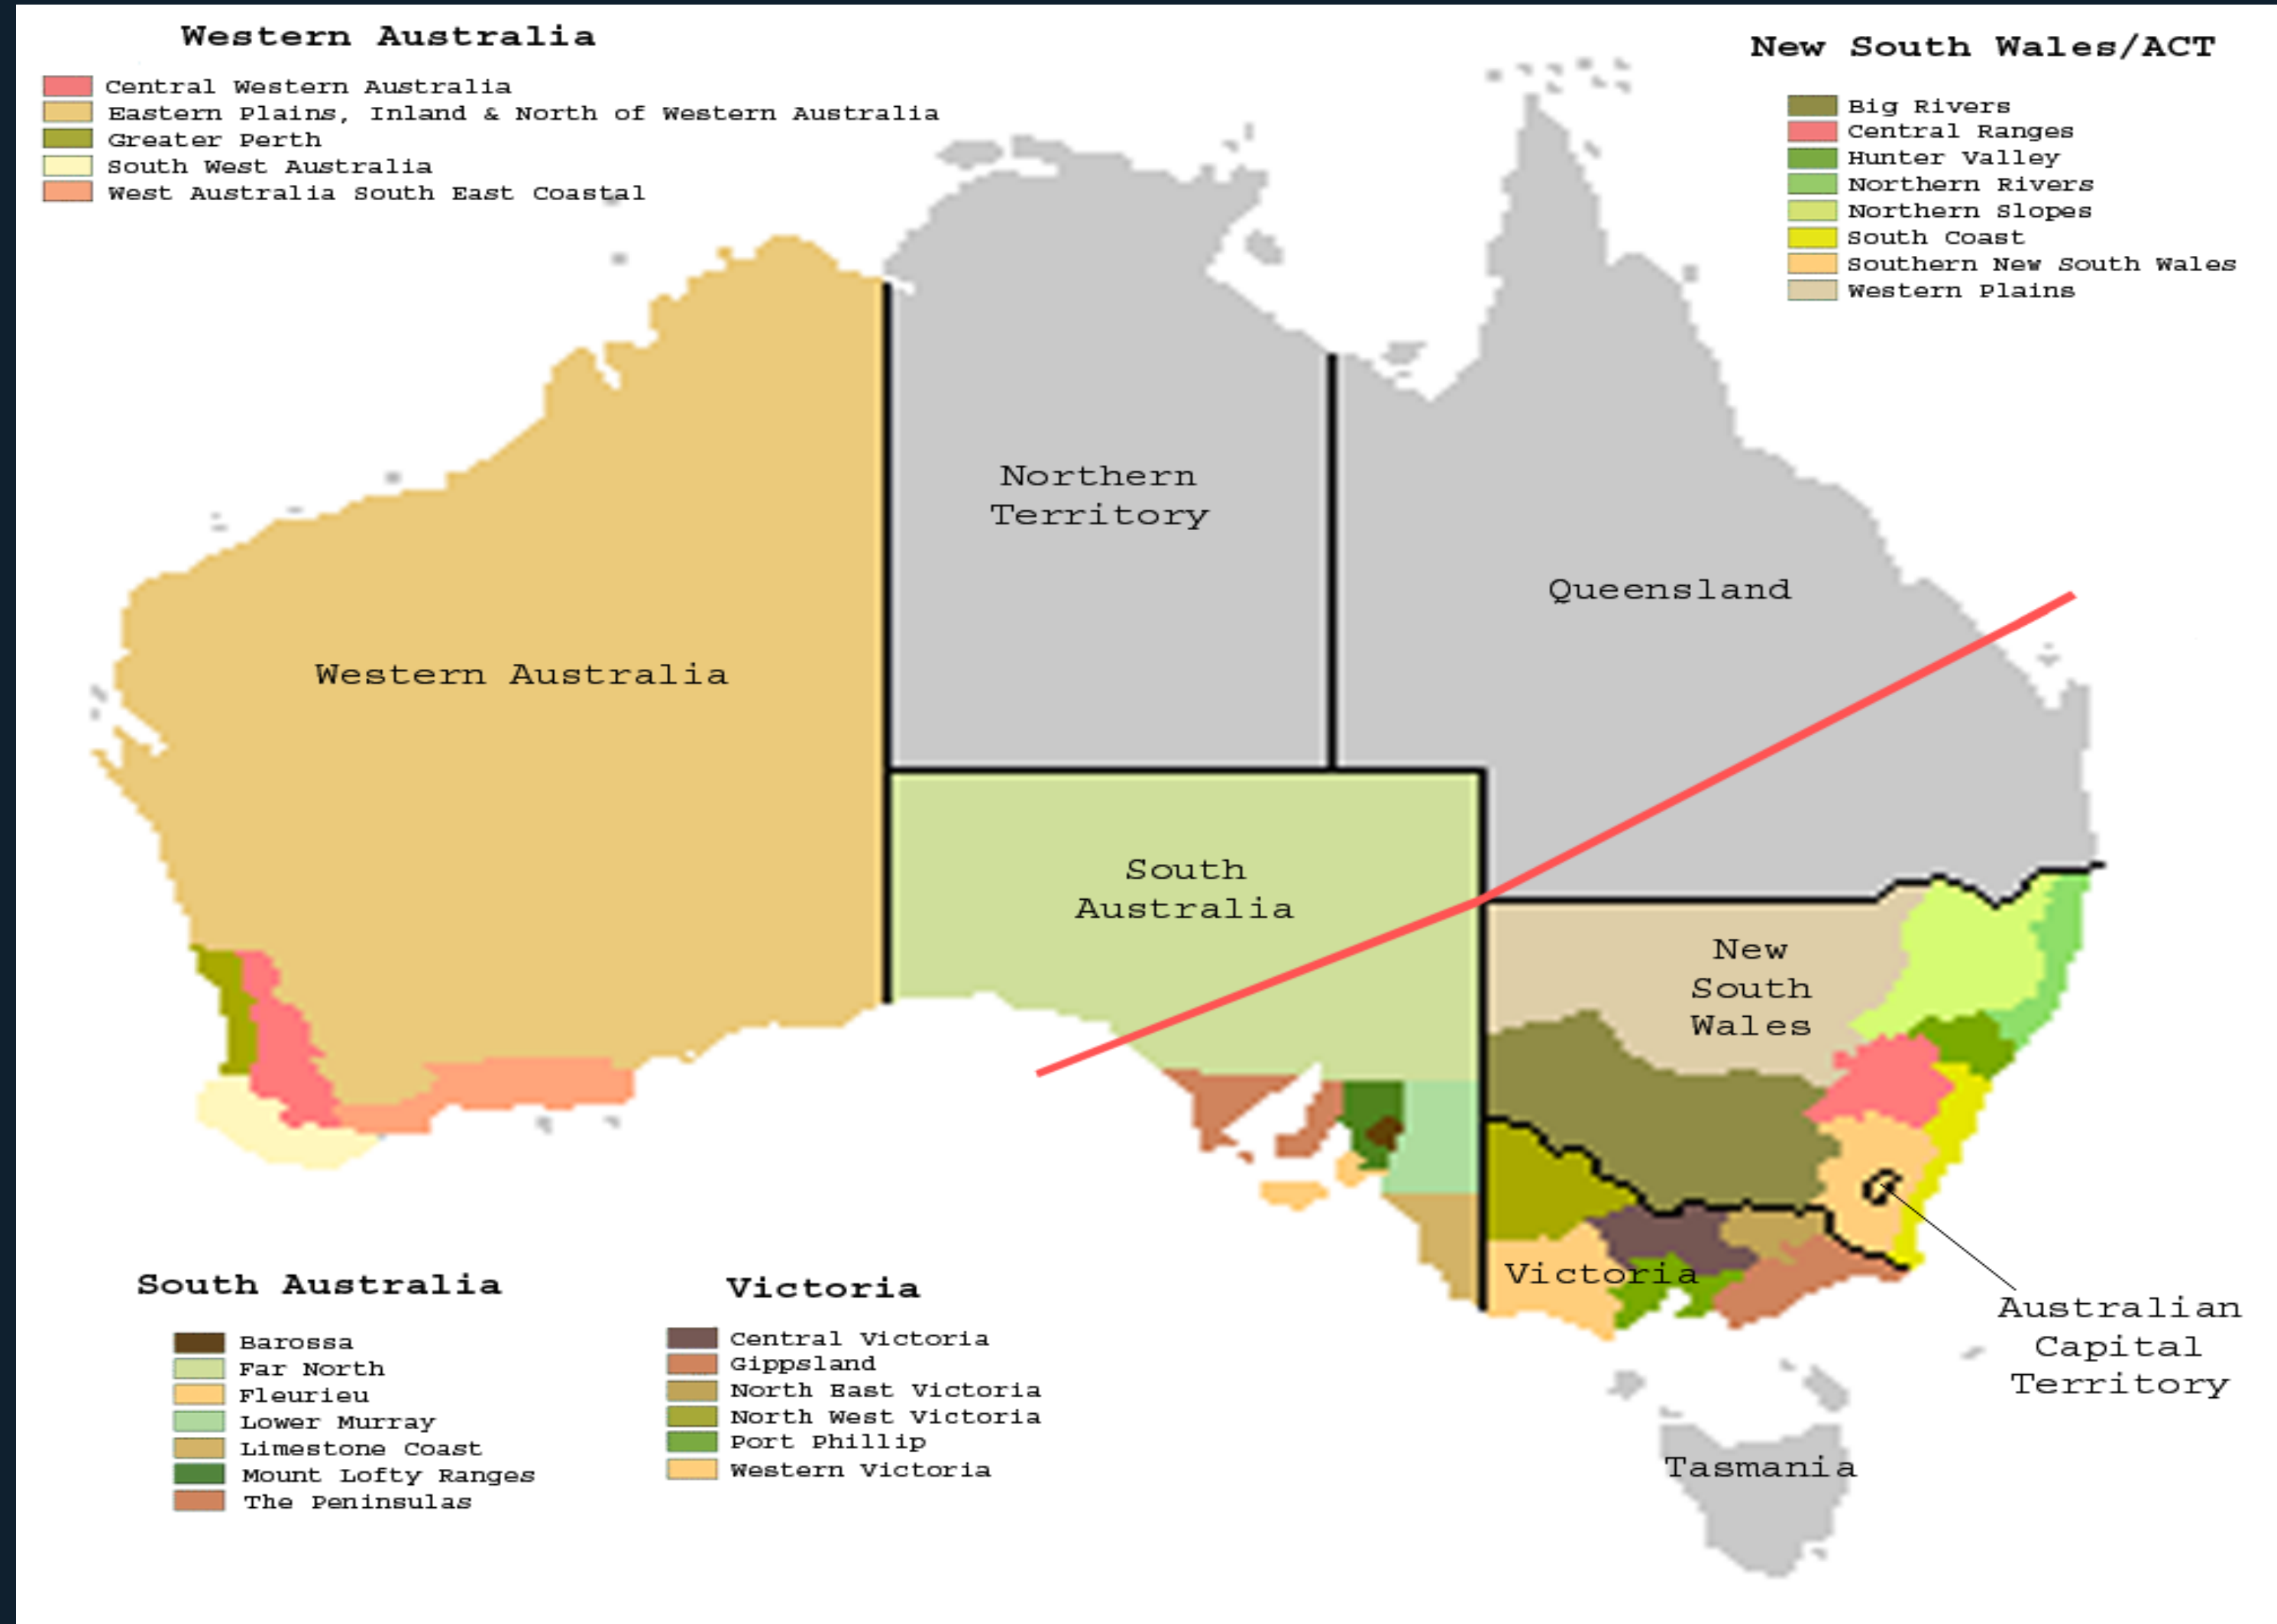 Western Australia
Central Western Australia
Eastern Plains, Inland & North of Western Australia
Greater Perth
South West Australia
West Australia South East Coastal
New South Wales/ACT
Big Rivers
Central Ranges
Hunter Valley
Northern Rivers
Northern Slopes
South Coast
Southern New South Wales
Western Plains
Northern
Territory
Queensland
Western Australia
South
Australia
New
South
Wales
Victoria
Australian
Capital
Territory
Tasmania
South Australia
Barossa
Far North
Fleurieu
Lower Murray
Limestone Coast
Mount Lofty Ranges
The Peninsulas
Victoria
Central Victoria
Gippsland
North East Victoria
North West Victoria
Port Phillip
Western Victoria